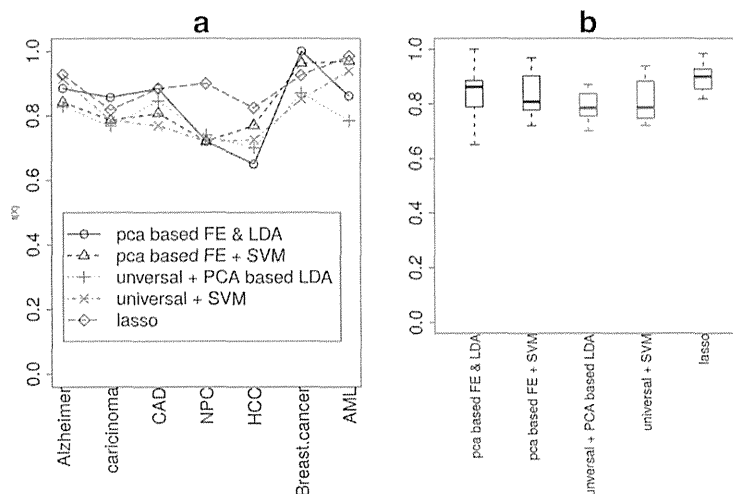 a
1.0
0.8
0.6
0.4
0.2
0.0
t(X)
pca based FE & LDA
pca based FE + SVM
unversal + PCA based LDA
universal + SVM
lasso
Alzheimer
caricinoma
CAD
NPC
HCC
Breast.cancer
AML
b
1.0
0.8
0.6
0.4
0.2
0.0
pca based FE & LDA
pca based FE + SVM
unversal + PCA based LDA
universal + SVM
lasso